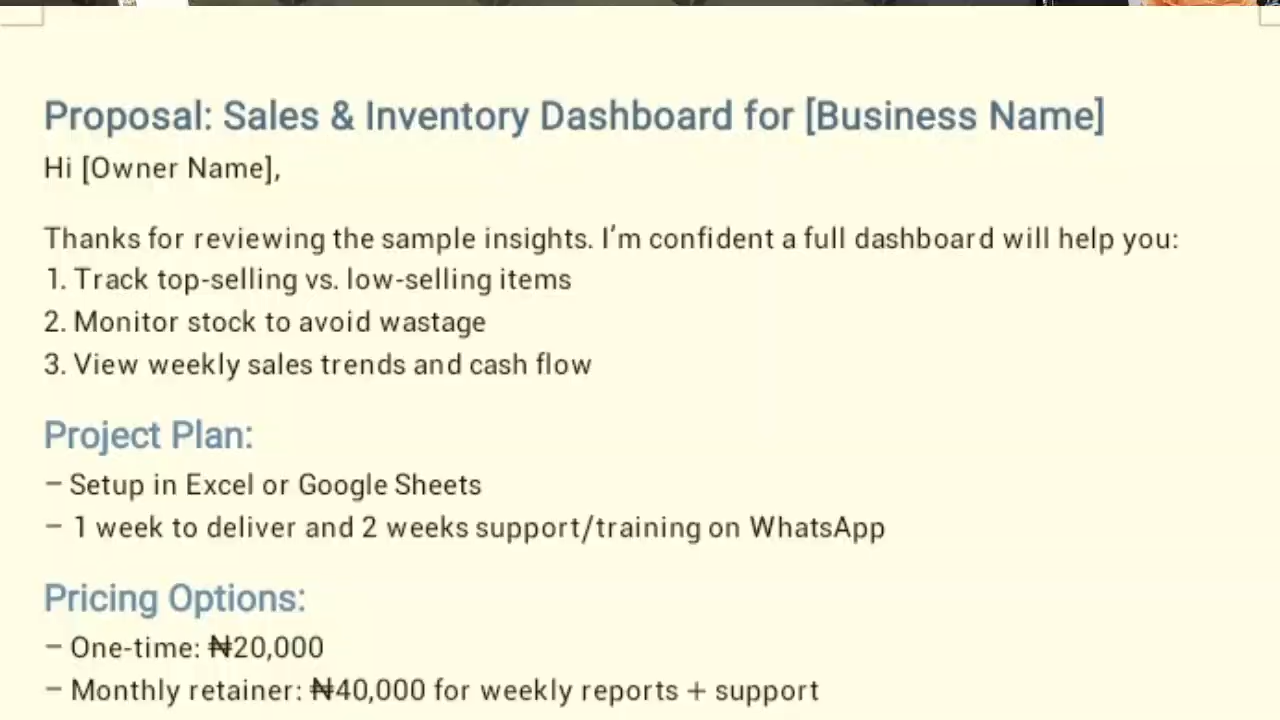 Proposal: Sales & Inventory Dashboard for [Business Name]
Hi [Owner Name],
Thanks for reviewing the sample insights. I'm confident a full dashboard will help you:
1. Track top-selling vs. low-selling items
2. Monitor stock to avoid wastage
3. View weekly sales trends and cash flow
Project Plan:
– Setup in Excel or Google Sheets
– 1 week to deliver and 2 weeks support/training on WhatsApp
Pricing Options:
– One-time: ₦20,000
– Monthly retainer: ₦40,000 for weekly reports + support